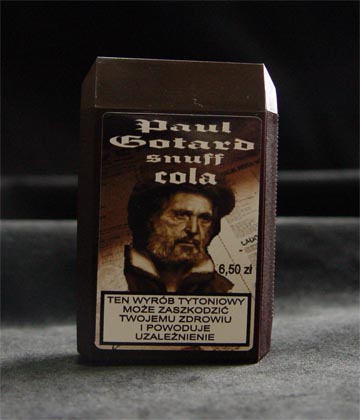 Paul
Gotard
snuff
cola
6,50 zł
TEN WYRÓB TYTONIOWY
MOŻE ZASZKODZIĆ
TWOJEMU ZDROWIU
I POWODUJE
UZALEŻNIENIE